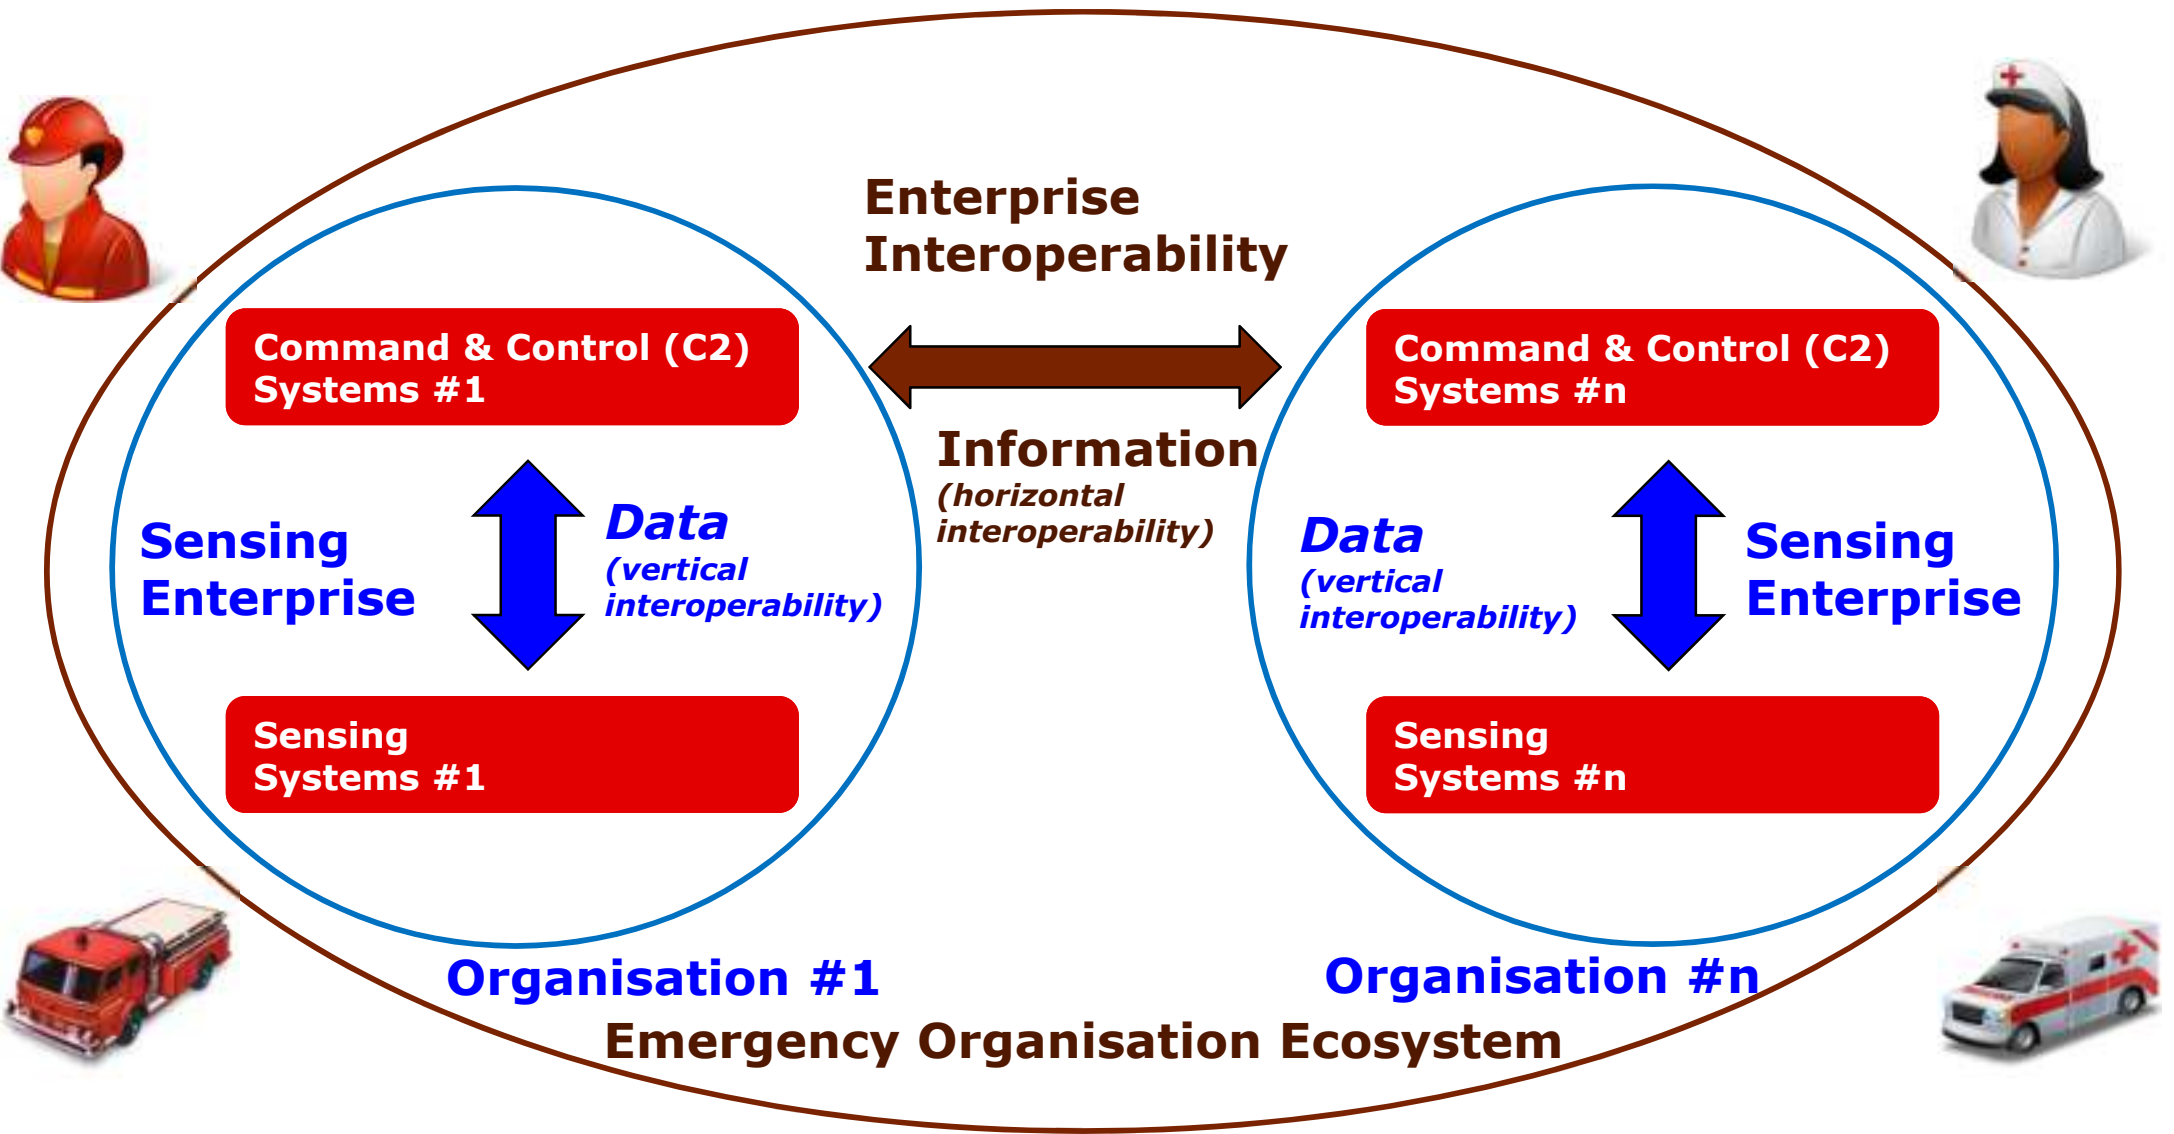 Enterprise
Interoperability
Command & Control (C2)
Systems #1
Command & Control (C2)
Systems #n
Information
(horizontal
interoperability)
Sensing
Enterprise
Data
(vertical
interoperability)
Data
(vertical
interoperability)
Sensing
Enterprise
Sensing
Systems #1
Sensing
Systems #n
Organisation #1
Organisation #n
Emergency Organisation Ecosystem